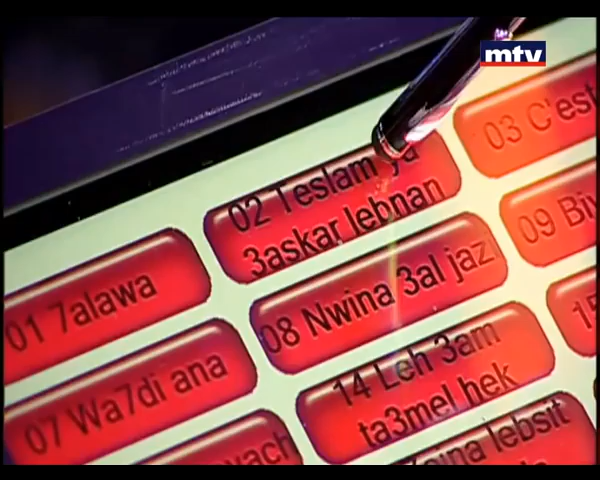 mtv
01 7alawa
02 Teslam ya
3askar lebnan
03 C'est
07 Wa7di ana
08 Nwina 3al jaz
09
14 Leh 3am
ta3mel hek
lebsit